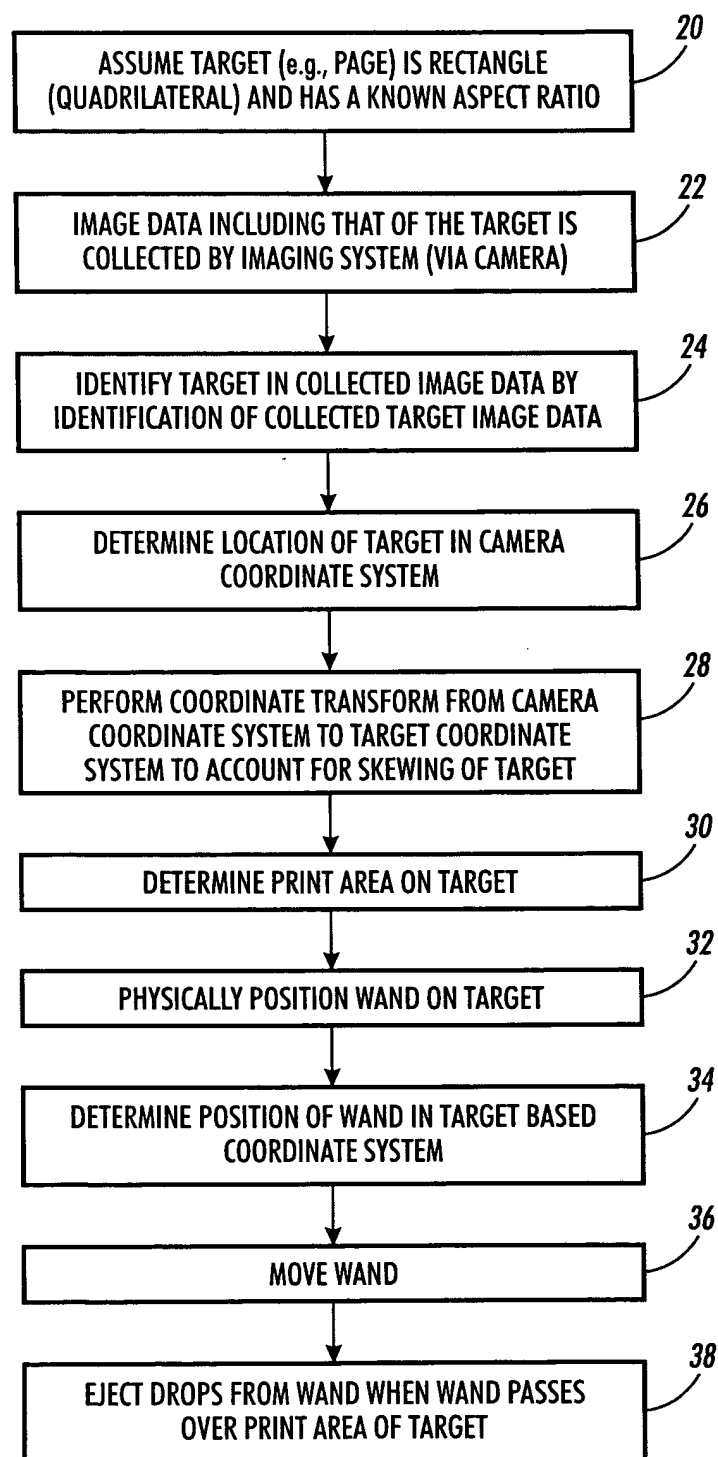 20
ASSUME TARGET (e.g., PAGE) IS RECTANGLE
(QUADRILATERAL) AND HAS A KNOWN ASPECT RATIO
22
IMAGE DATA INCLUDING THAT OF THE TARGET IS
COLLECTED BY IMAGING SYSTEM (VIA CAMERA)
24
IDENTIFY TARGET IN COLLECTED IMAGE DATA BY
IDENTIFICATION OF COLLECTED TARGET IMAGE DATA
26
DETERMINE LOCATION OF TARGET IN CAMERA
COORDINATE SYSTEM
28
PERFORM COORDINATE TRANSFORM FROM CAMERA
COORDINATE SYSTEM TO TARGET COORDINATE
SYSTEM TO ACCOUNT FOR SKEWING OF TARGET
30
DETERMINE PRINT AREA ON TARGET
32
PHYSICALLY POSITION WAND ON TARGET
34
DETERMINE POSITION OF WAND IN TARGET BASED
COORDINATE SYSTEM
36
MOVE WAND
38
EJECT DROPS FROM WAND WHEN WAND PASSES
OVER PRINT AREA OF TARGET